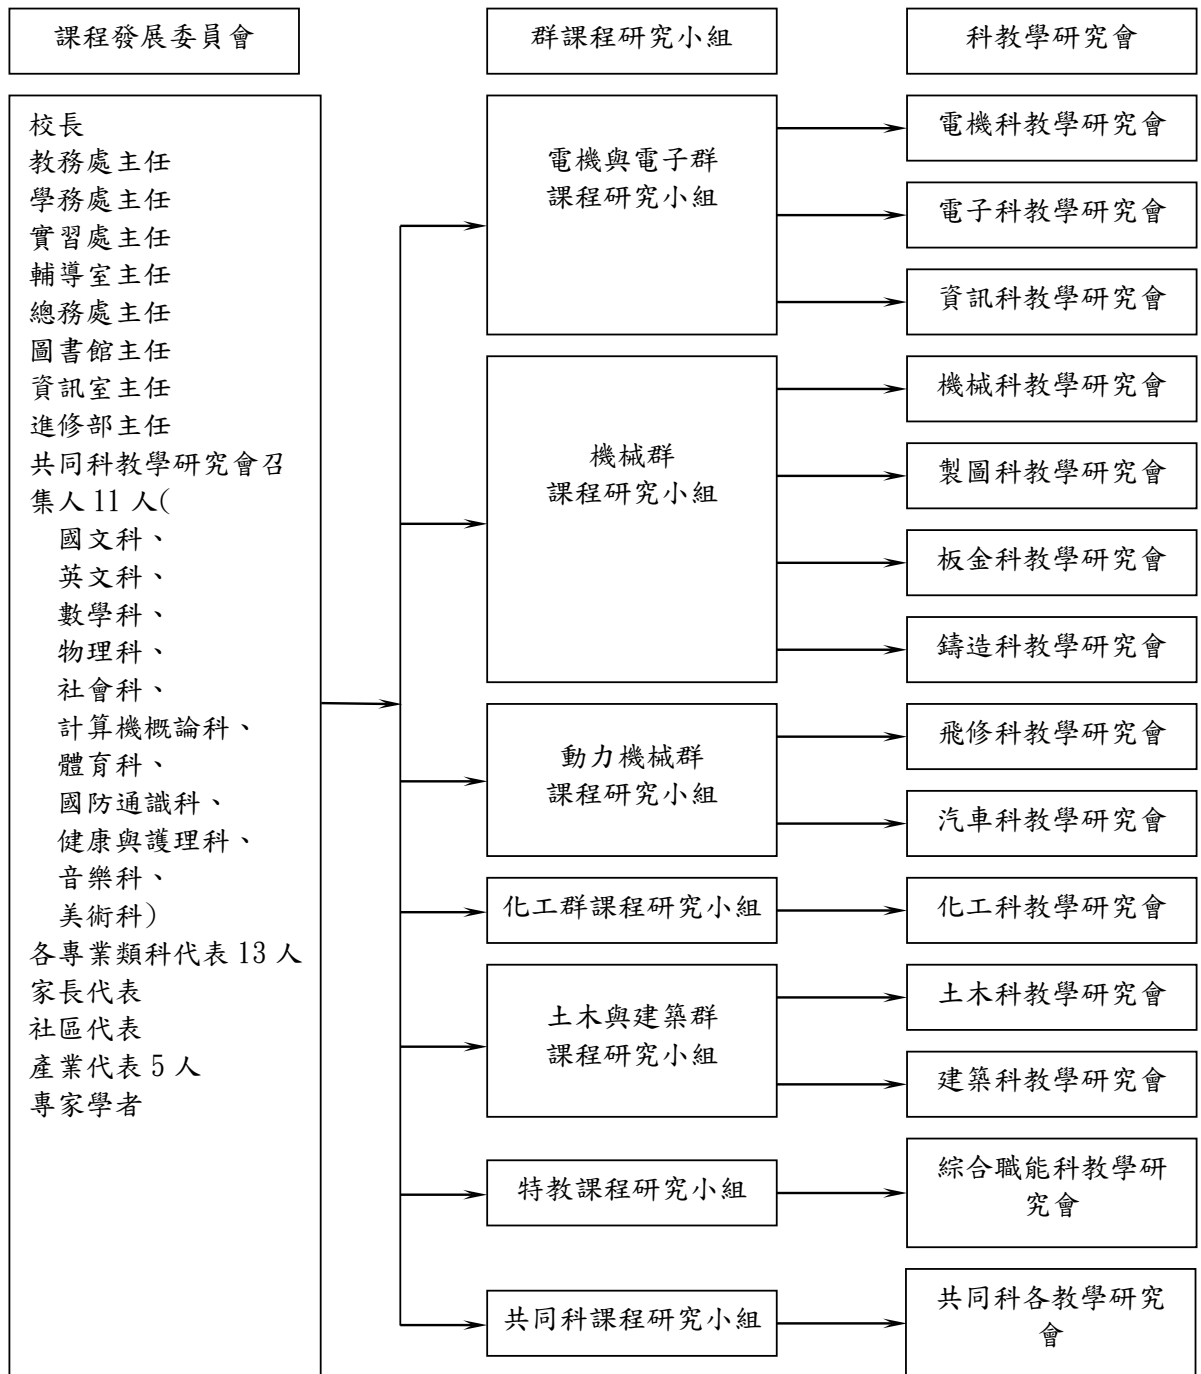 課程發展委員會
群課程研究小組
科教學研究會
校長
教務處主任
學務處主任
實習處主任
輔導室主任
總務處主任
圖書館主任
資訊室主任
進修部主任
共同科教學研究會召
集人 11 人(
國文科、
英文科、
數學科、
物理科、
社會科、
計算機概論科、
體育科、
國防通識科、
健康與護理科、
音樂科、
美術科)
各專業類科代表 13 人
家長代表
社區代表
產業代表 5 人
專家學者
電機與電子群
課程研究小組
電機科教學研究會
電子科教學研究會
資訊科教學研究會
機械群
課程研究小組
機械科教學研究會
製圖科教學研究會
板金科教學研究會
鑄造科教學研究會
動力機械群
課程研究小組
飛修科教學研究會
汽車科教學研究會
化工群課程研究小組
化工科教學研究會
土木與建築群
課程研究小組
土木科教學研究會
建築科教學研究會
特教課程研究小組
綜合職能科教學研
究會
共同科課程研究小組
共同科各教學研究
會